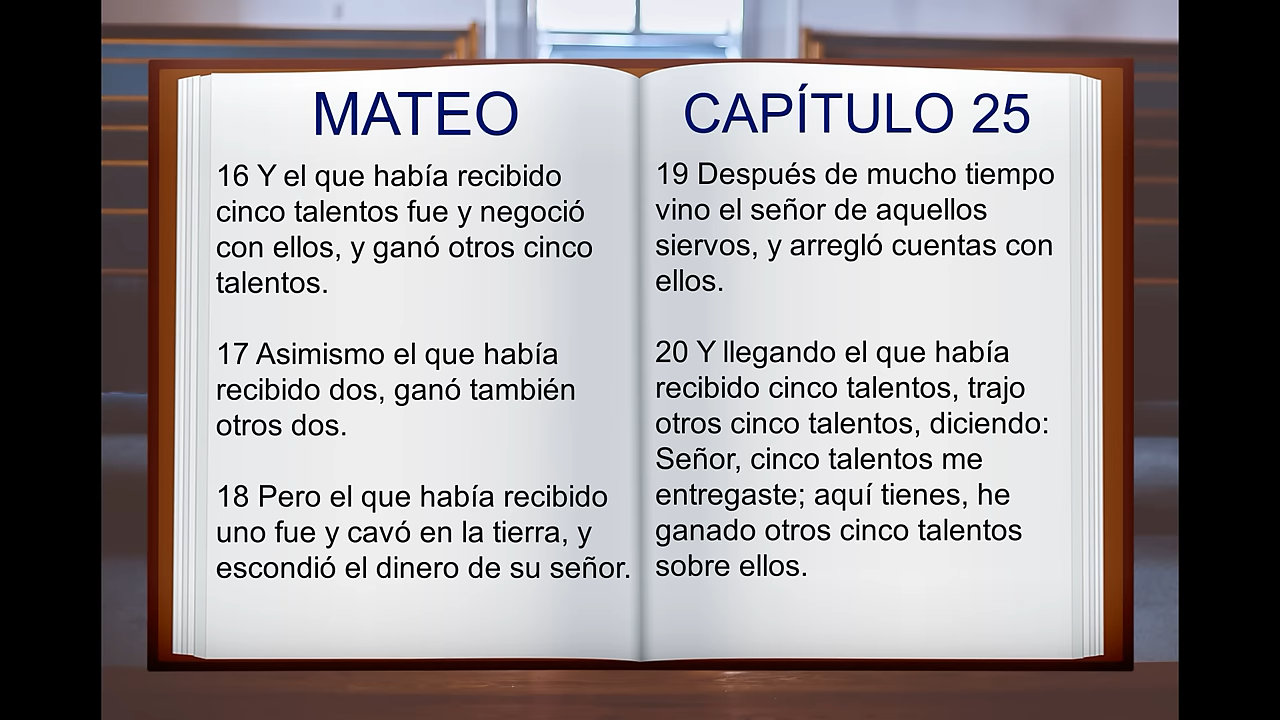 MATEO
16 Y el que había recibido
cinco talentos fue y negoció
con ellos, y ganó otros cinco
talentos.
17 Asimismo el que había
recibido dos, ganó también
otros dos.
18 Pero el que había recibido
uno fue y cavó en la tierra, y
escondió el dinero de su señor.
CAPÍTULO 25
19 Después de mucho tiempo
vino el señor de aquellos
siervos, y arregló cuentas con
ellos.
20 Y llegando el que había
recibido cinco talentos, trajo
otros cinco talentos, diciendo:
Señor, cinco talentos me
entregaste; aquí tienes, he
ganado otros cinco talentos
sobre ellos.